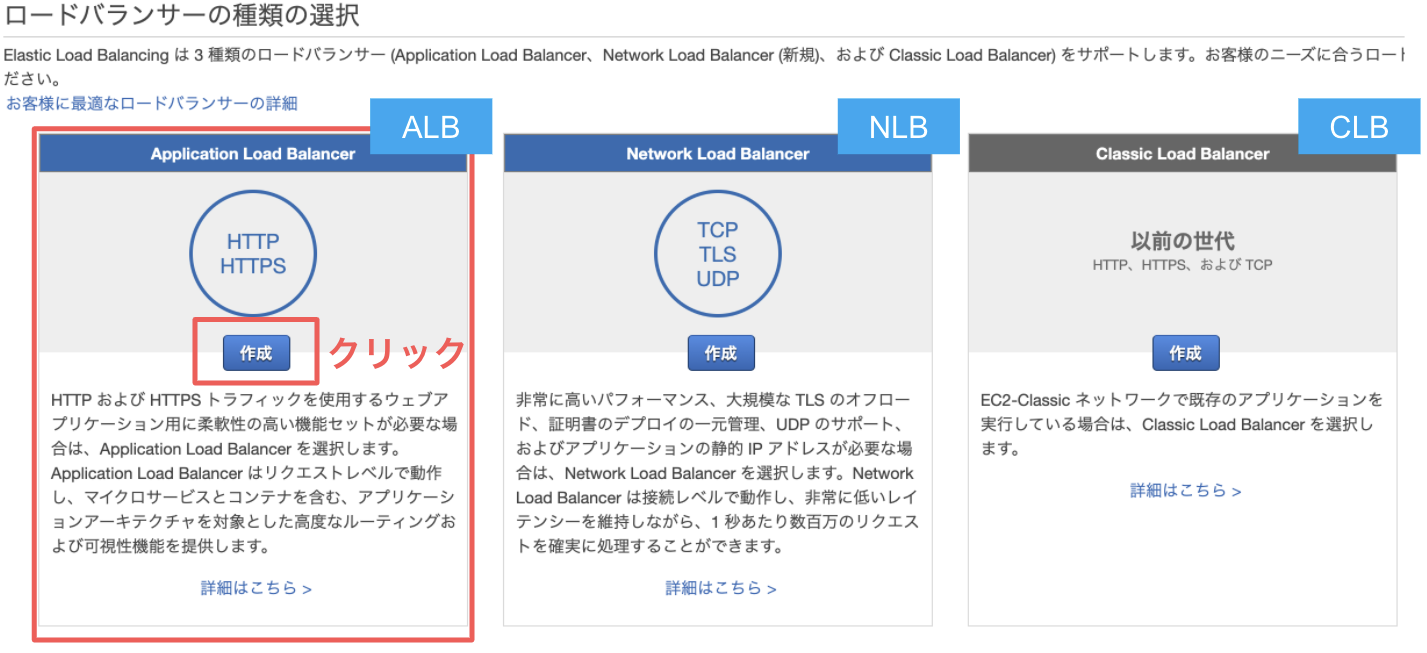 ロードバランサーの種類の選択
Elastic Load Balancing は 3 種類のロードバランサー (Application Load Balancer、Network Load Balancer (新規)、および Classic Load Balancer) をサポートします。お客様のニーズに合うロード
ださい。
お客様に最適なロードバランサーの詳細
ALB
Application Load Balancer
HTTP
HTTPS
作成
クリック
HTTP および HTTPS トラフィックを使用するウェブア
プリケーション用に柔軟性の高い機能セットが必要な場
合は、Application Load Balancer を選択します。
Application Load Balancer はリクエストレベルで動作
し、マイクロサービスとコンテナを含む、アプリケーシ
ョンアーキテクチャを対象とした高度なルーティングお
よび可視性機能を提供します。
詳細はこちら >
NLB
Network Load Balancer
TCP
TLS
UDP
作成
非常に高いパフォーマンス、大規模な TLS のオフロー
ド、証明書のデプロイの一元管理、UDP のサポート、
およびアプリケーションの静的 IP アドレスが必要な場
合は、Network Load Balancer を選択します。Network
Load Balancer は接続レベルで動作し、非常に低いレイ
テンシーを維持しながら、1 秒あたり数百万のリクエス
トを確実に処理することができます。
詳細はこちら >
CLB
Classic Load Balancer
以前の世代
HTTP、HTTPS、および TCP
作成
EC2-Classic ネットワークで既存のアプリケーションを
実行している場合は、Classic Load Balancer を選択し
ます。
詳細はこちら >